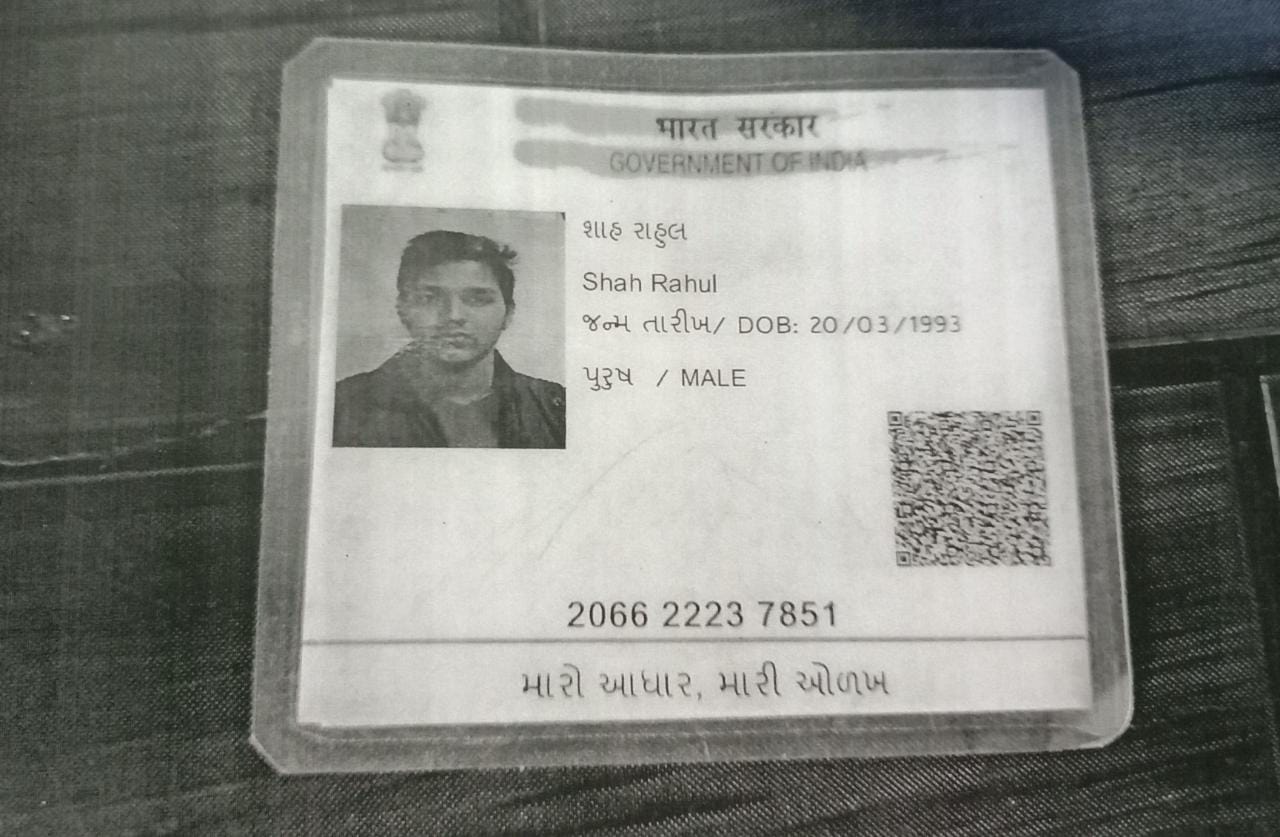 भारत सरकार
GOVERNMENT OF INDIA
શાહ રાહુલ
Shah Rahul
જન્મ તારીખ/ DOB: 20/03/1993
પુરુષ / MALE
2066 2223 7851
મારો આધાર, મારી ઓળખ